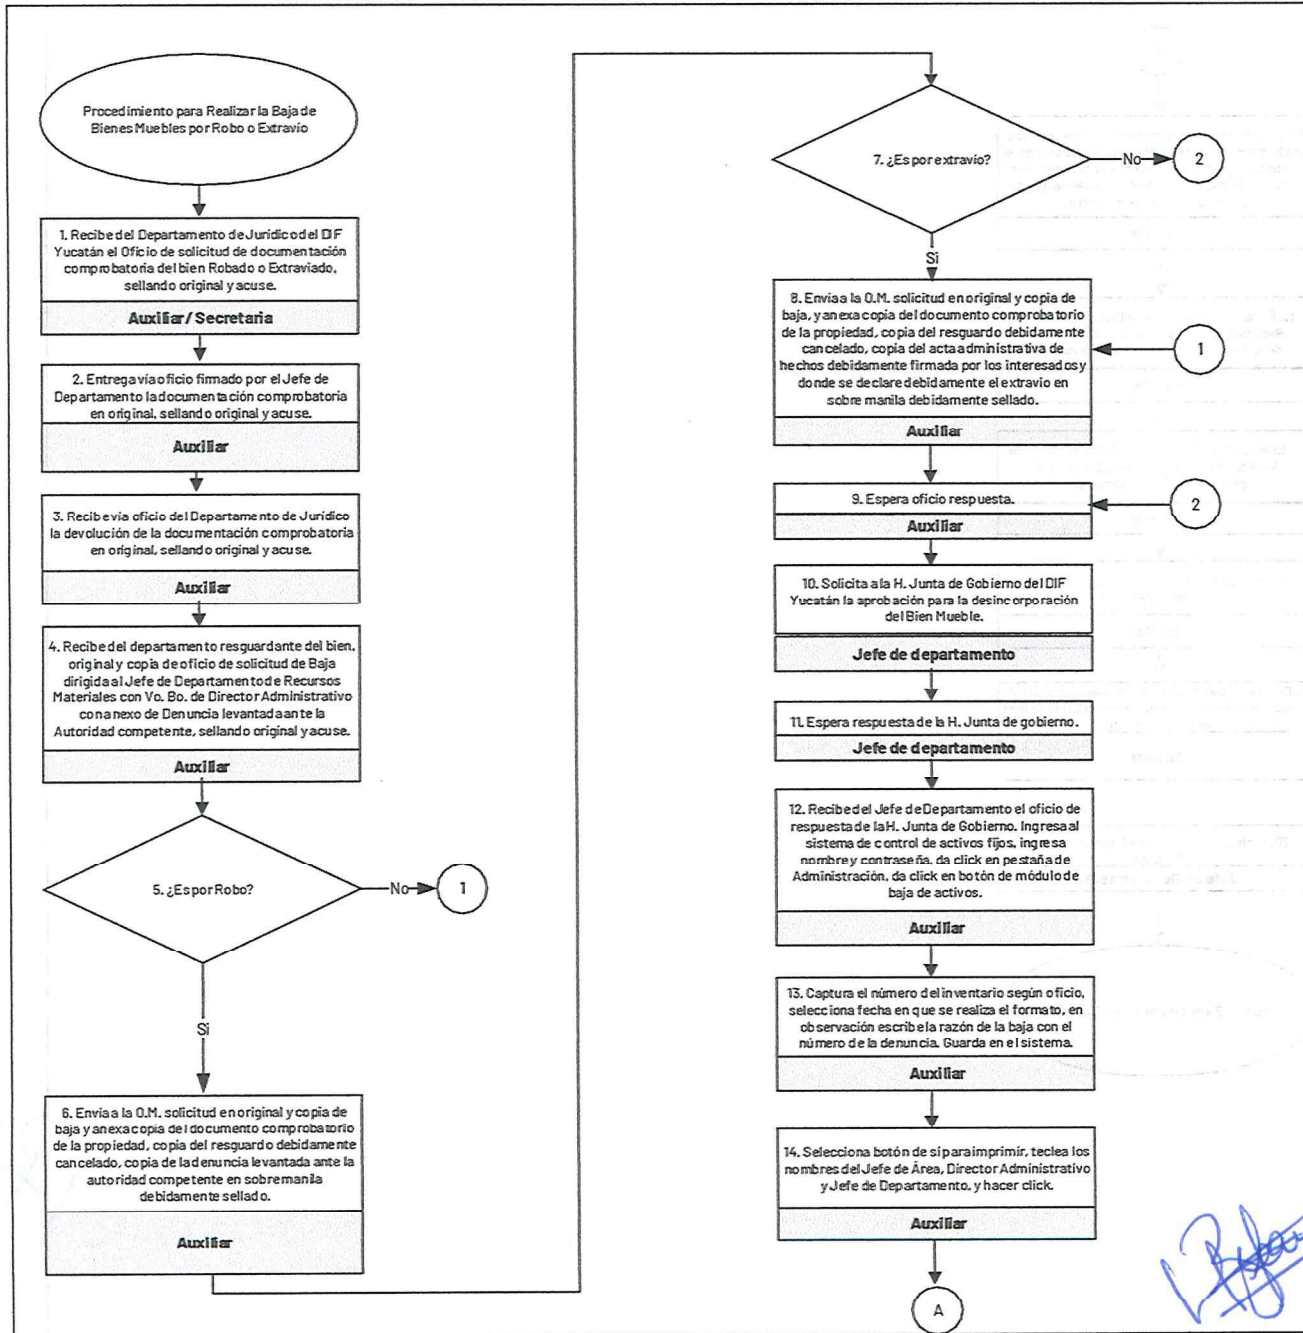 Procedimiento para Realizar la Baja de
Bienes Muebles por Robo o Extravío
1. Recibe del Departamento de Jurídico del DIF
Yucatán el Oficio de solicitud de documentación
comprobatoria del bien Robado o Extraviado,
sellando original y acuse.
Auxiliar/ Secretaria
2. Entrega vía oficio firmado por el Jefe de
Departamento la documentación comprobatoria
en original, sellando original y acuse.
Auxiliar
3. Recibe vía oficio del Departamento de Jurídico
la devolución de la documentación comprobatoria
en original, sellando original y acuse.
Auxiliar
4. Recibe del departamento resguardante del bien,
original y copia de oficio de solicitud de Baja
dirigida al Jefe de Departamento de Recursos
Materiales con Vo. Bo. de Director Administrativo
con anexo de Denuncia levantada ante la
Autoridad competente, sellando original y acuse.
Auxiliar
5. ¿Es por Robo?
No
1
Si
6. Envía a la O.M. solicitud en original y copia de
baja y anexa copia del documento comprobatorio
de la propiedad, copia del resguardo debidamente
cancelado, copia de la denuncia levantada ante la
autoridad competente en sobre manila
debidamente sellado.
Auxiliar
7. ¿Es por extravío?
No
2
Si
8. Envía a la O.M. solicitud en original y copia de
baja, y anexa copia del documento comprobatorio
de la propiedad, copia del resguardo debidamente
cancelado, copia del acta administrativa de
hechos debidamente firmada por los interesados y
donde se declare debidamente el extravío en
sobre manila debidamente sellado.
Auxiliar
1
9. Espera oficio respuesta.
Auxiliar
2
10. Solicita a la H. Junta de Gobierno del DIF
Yucatán la aprobación para la desincorporación
del Bien Mueble.
Jefe de departamento
11. Espera respuesta de la H. Junta de gobierno.
Jefe de departamento
12. Recibe del Jefe de Departamento el oficio de
respuesta de la H. Junta de Gobierno. Ingresa al
sistema de control de activos fijos, ingresa
nombre y contraseña, da click en pestaña de
Administración, da click en botón de módulo de
baja de activos.
Auxiliar
13. Captura el número del inventario según oficio,
selecciona fecha en que se realiza el formato, en
observación escribe la razón de la baja con el
número de la denuncia. Guarda en el sistema.
Auxiliar
14. Selecciona botón de si para imprimir, teclea los
nombres del Jefe de Área, Director Administrativo
y Jefe de Departamento, y hacer click.
Auxiliar
A